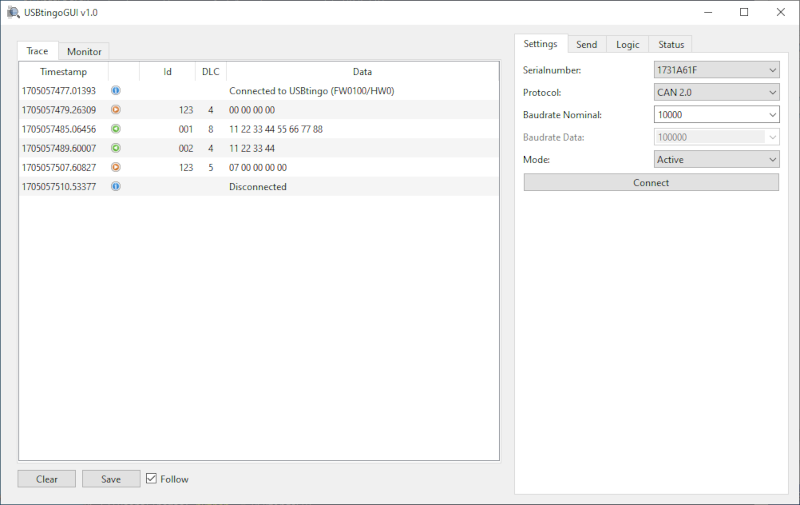 USBtingoGUI v1.0
Trace Monitor
Timestamp Id DLC Data
1705057477.01393 Connected to USBtingo (FW0100/HW0)
1705057479.26309 123 4 00 00 00 00
1705057485.06456 001 8 11 22 33 44 55 66 77 88
1705057489.60007 002 4 11 22 33 44
1705057507.60827 123 5 07 00 00 00 00
1705057510.53377 Disconnected
Clear Save Follow
Settings Send Logic Status
Serialnumber: 1731A61F
Protocol: CAN 2.0
Baudrate Nominal: 10000
Baudrate Data: 100000
Mode: Active
Connect